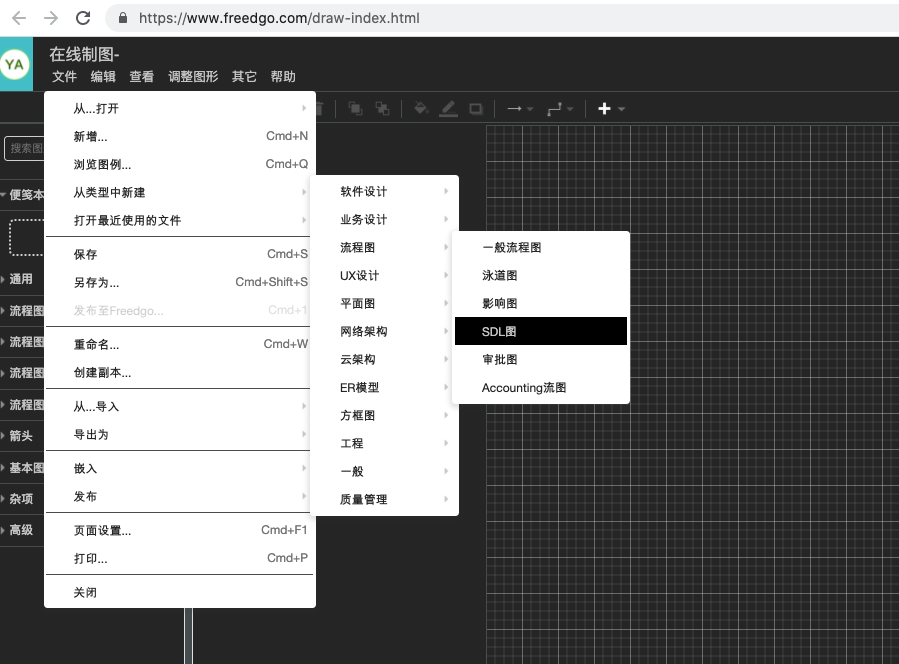 https://www.freedgo.com/draw-index.html
YA
在线制图-
文件 编辑 查看 调整图形 其它 帮助
搜索图
便笺本
通用
流程图
流程图
流程图
流程图
箭头
基本图
杂项
高级
从...打开
新增... Cmd+N
浏览图例... Cmd+Q
从类型中新建
打开最近使用的文件
保存 Cmd+S
另存为... Cmd+Shift+S
发布至Freedgo... Cmd+1
重命名... Cmd+W
创建副本...
从...导入
导出为
嵌入
发布
页面设置... Cmd+F1
打印... Cmd+P
关闭
软件设计
业务设计
流程图
UX设计
平面图
网络架构
云架构
ER模型
方框图
工程
一般
质量管理
一般流程图
泳道图
影响图
SDL图
审批图
Accounting流图